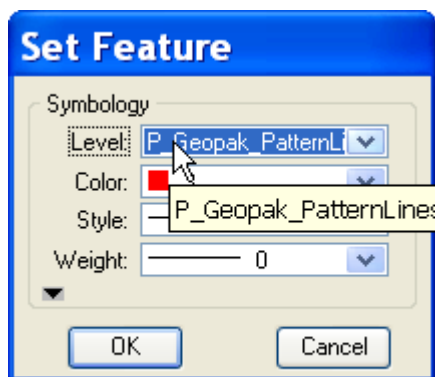 Set Feature
Symbology
Level: P_Geopak_PatternLi
Color:
P_Geopak_PatternLines
Style:
Weight: 0
OK Cancel